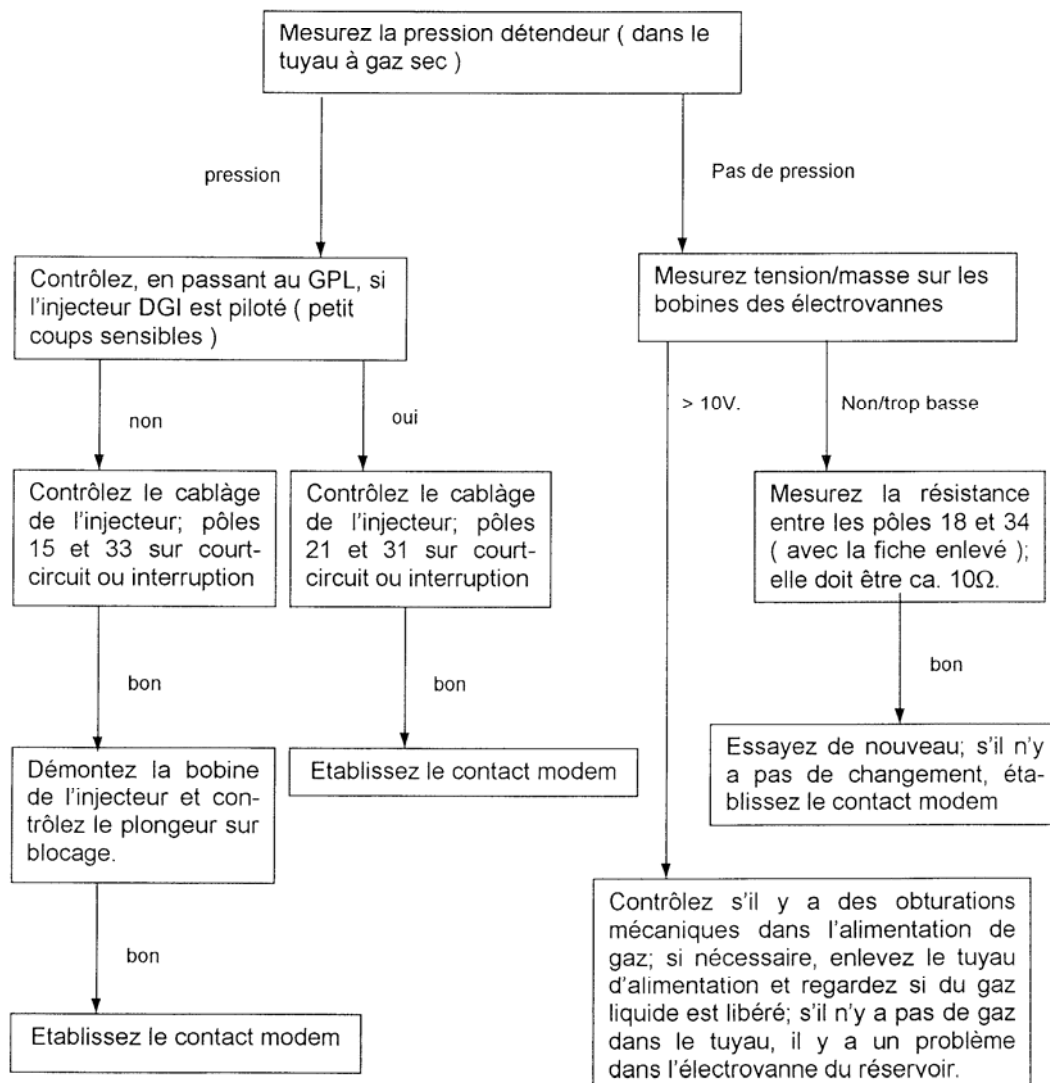 Mesurez la pression détendeur ( dans le
tuyau à gaz sec )
pression
Pas de pression
Contrôlez, en passant au GPL, si
l'injecteur DGI est piloté ( petit
coups sensibles )
Mesurez tension/masse sur les
bobines des électrovannes
non
oui
> 10V.
Non/trop basse
Contrôlez le cablàge
de l'injecteur; pôles
15 et 33 sur court-
circuit ou interruption
Contrôlez le cablàge
de l'injecteur; pôles
21 et 31 sur court-
circuit ou interruption
Mesurez la résistance
entre les pôles 18 et 34
( avec la fiche enlevé );
elle doit être ca. 10Ω.
bon
bon
bon
Démontez la bobine
de l'injecteur et con-
trôlez le plongeur sur
blocage.
Etablissez le contact modem
Essayez de nouveau; s'il n'y
a pas de changement, éta-
blissez le contact modem
bon
Etablissez le contact modem
Contrôlez s'il y a des obturations
mécaniques dans l'alimentation de
gaz; si nécessaire, enlevez le tuyau
d'alimentation et regardez si du gaz
liquide est libéré; s'il n'y a pas de gaz
dans le tuyau, il y a un problème
dans l'électrovanne du réservoir.